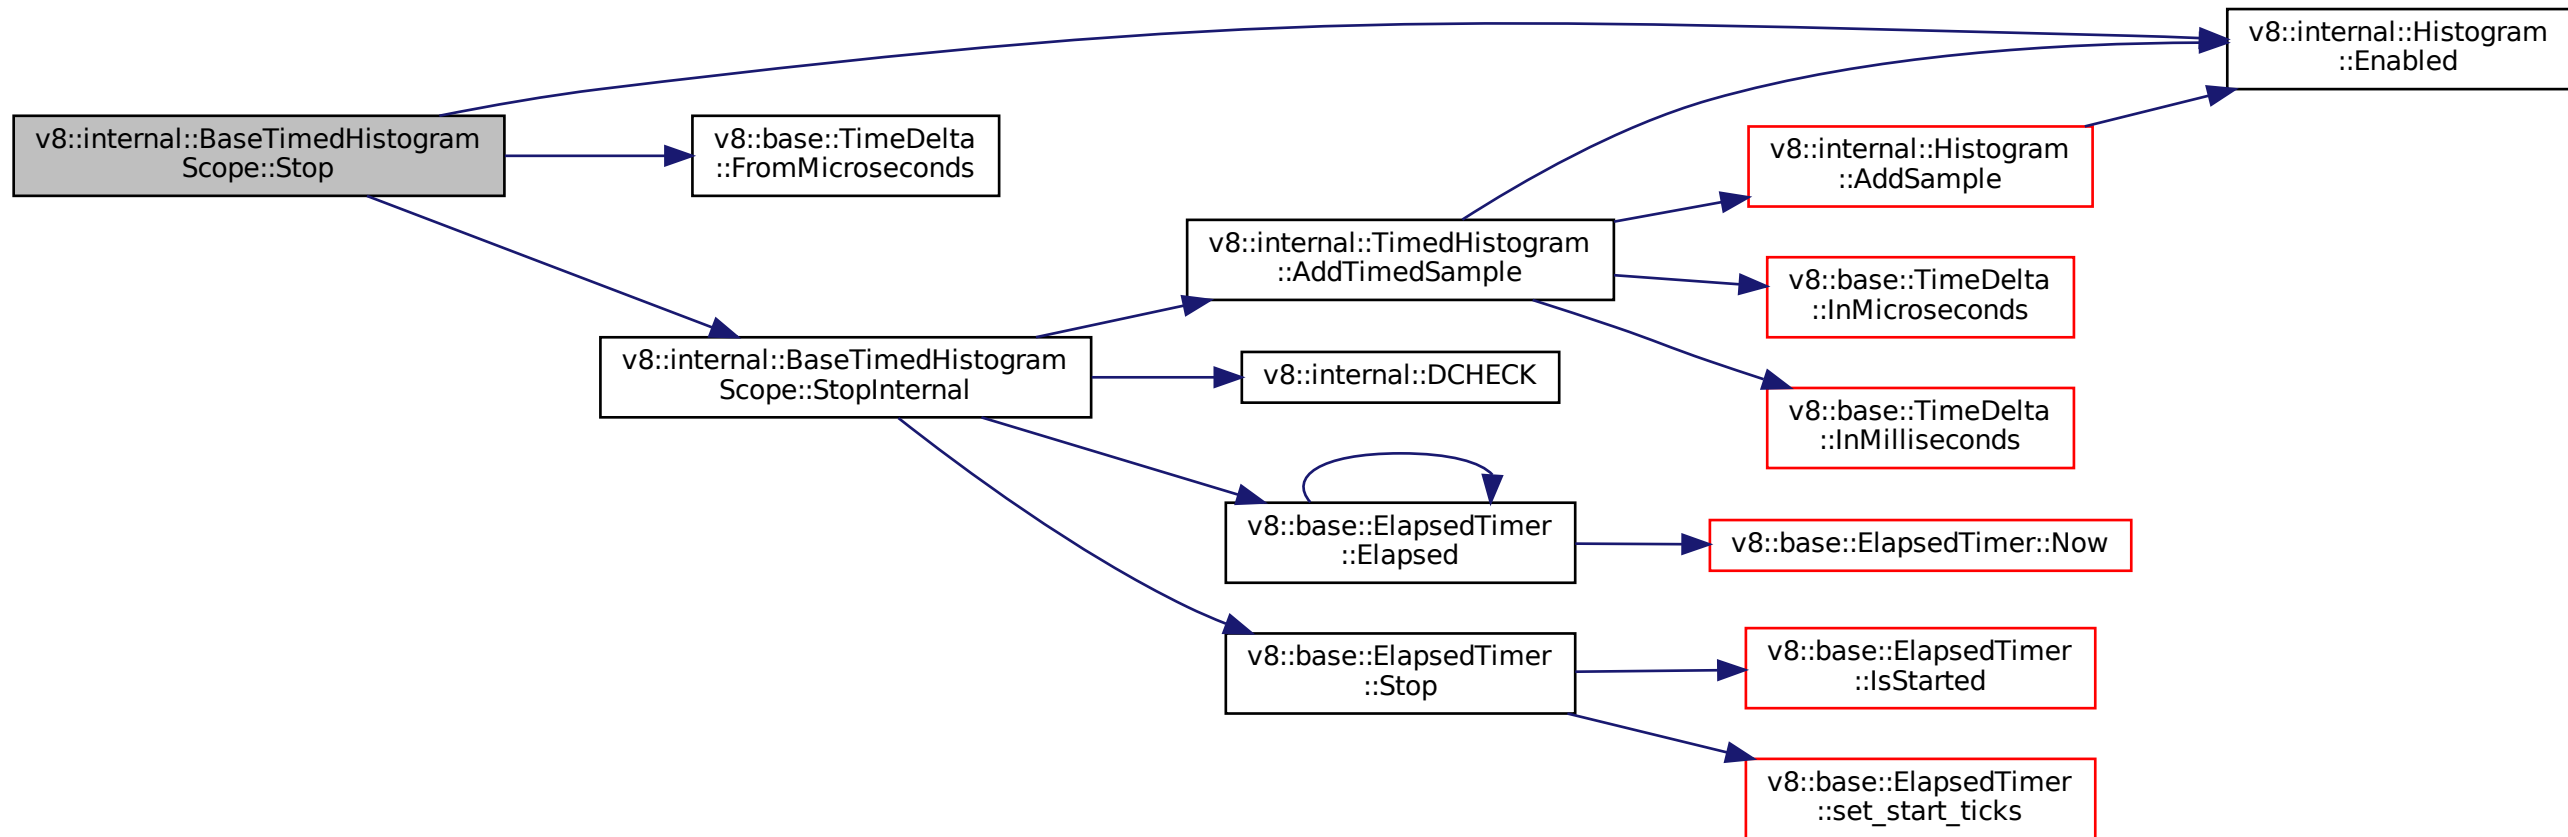 v8::internal::BaseTimedHistogram
Scope::Stop
v8::base::TimeDelta
::FromMicroseconds
v8::internal::BaseTimedHistogram
Scope::StopInternal
v8::internal::TimedHistogram
::AddTimedSample
v8::internal::DCHECK
v8::base::ElapsedTimer
::Elapsed
v8::base::ElapsedTimer
::Stop
v8::internal::Histogram
::AddSample
v8::base::TimeDelta
::InMicroseconds
v8::base::TimeDelta
::InMilliseconds
v8::base::ElapsedTimer::Now
v8::base::ElapsedTimer
::IsStarted
v8::base::ElapsedTimer
::set_start_ticks
v8::internal::Histogram
::Enabled